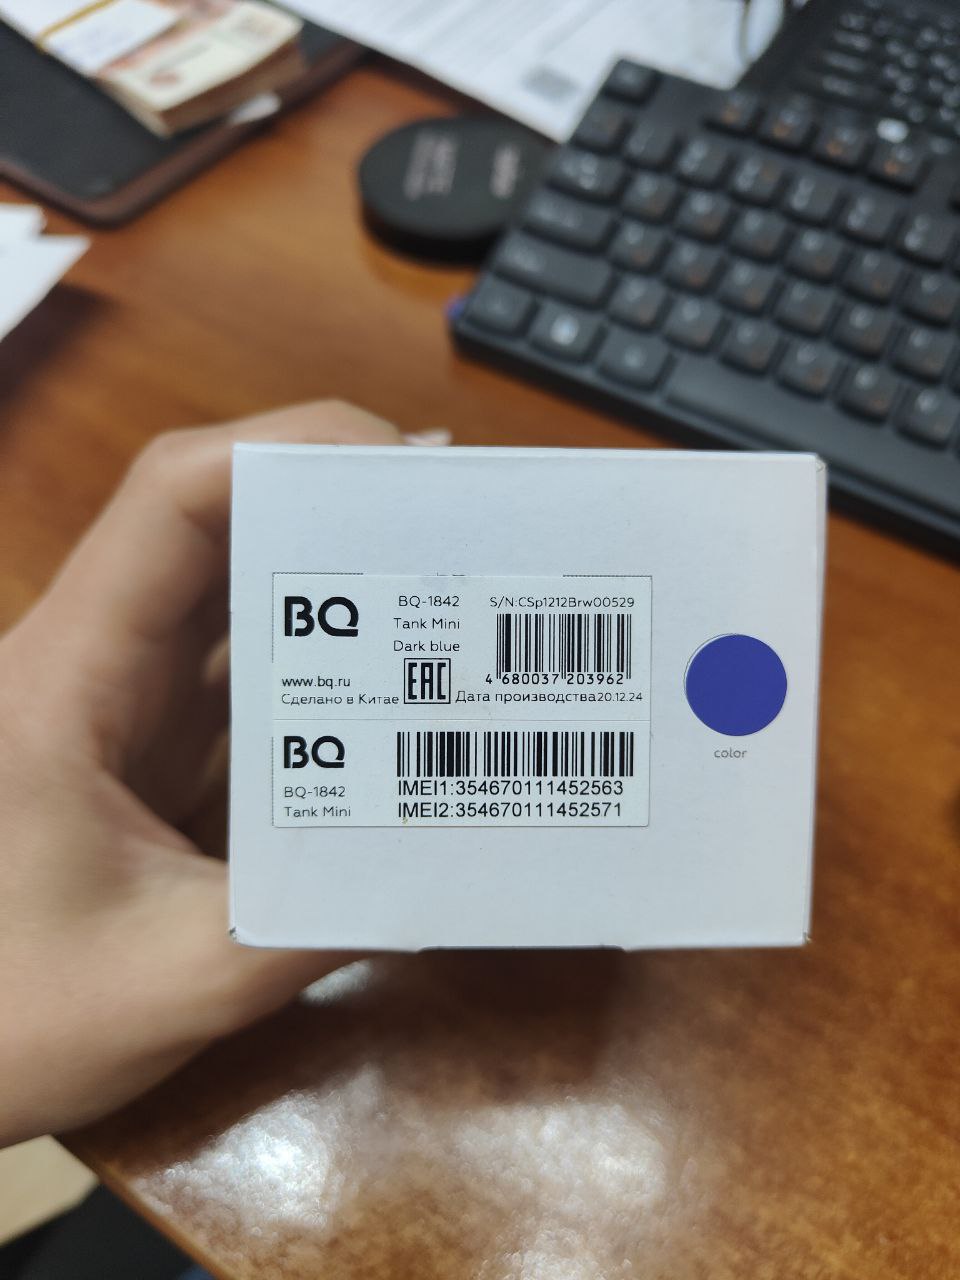 BQ
BQ-1842
Tank Mini
Dark blue
S/N:CSp1212Brw00529
4 680037 203962
www.bq.ru
Сделано в Китае
EAC
Дата производства20.12.24
BQ
BQ-1842
Tank Mini
IMEI1:354670111452563
IMEI2:354670111452571
color